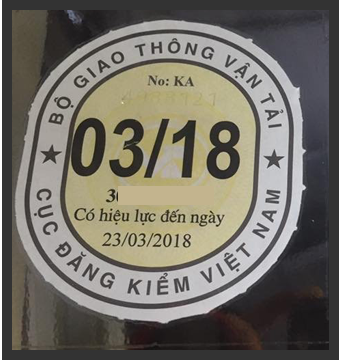 BỘ GIAO THÔNG VẬN TẢI
No: KA
03/18
Có hiệu lực đến ngày
23/03/2018
CỤC ĐĂNG KIỂM VIỆT NAM